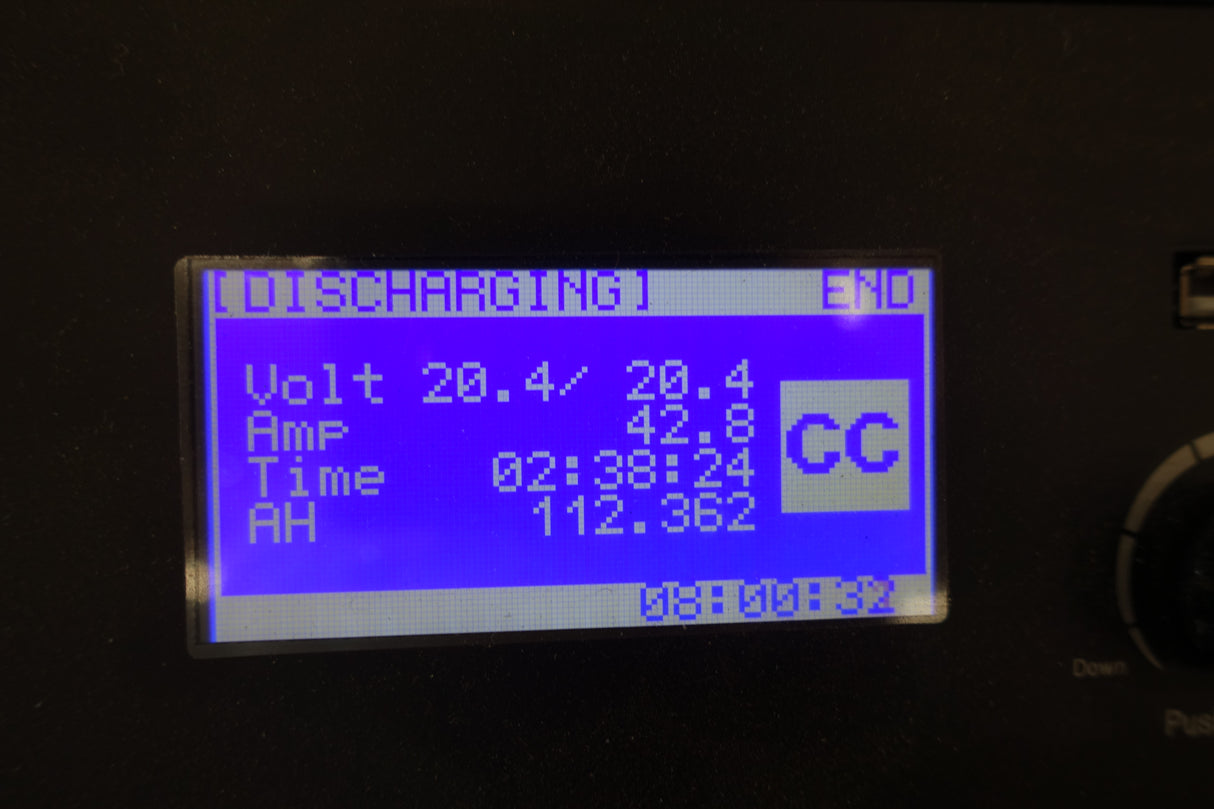 [DISCHARGING] END
Volt 20.4/ 20.4
Amp 42.8
CC
Time 02:38:24
AH 112.362
08:00:32
Down